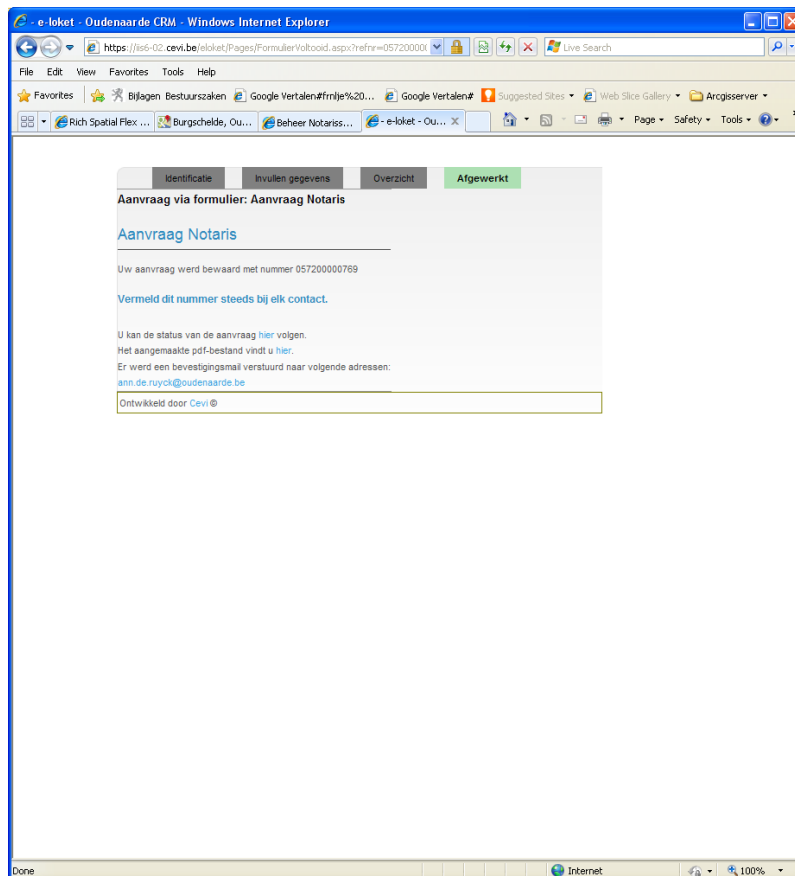 - e-loket - Oudenaarde CRM - Windows Internet Explorer
https://iis6-02.cevi.be/eloket/Pages/FormulierVoltooid.aspx?refnr=05720000
Live Search
File Edit View Favorites Tools Help
Favorites Bijlagen Bestuurszaken Google Vertalen#fr|nl|je%20... Google Vertalen# Suggested Sites Web Slice Gallery Arcgisserver
Rich Spatial Flex ... Burgschelde, Ou... Beheer Notariss... - e-loket - Ou... X Page Safety Tools
Identificatie Invullen gegevens Overzicht Afgewerkt
Aanvraag via formulier: Aanvraag Notaris
Aanvraag Notaris
Uw aanvraag werd bewaard met nummer 057200000769
Vermeld dit nummer steeds bij elk contact.
U kan de status van de aanvraag hier volgen.
Het aangemaakte pdf-bestand vindt u hier.
Er werd een bevestigingsmail verstuurd naar volgende adressen:
ann.de.ruyck@oudenaarde.be
Ontwikkeld door Cevi ©
Done Internet 100%